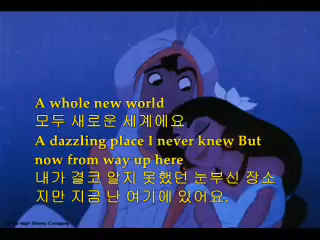 A whole new world
모두 새로운 세계에요
A dazzling place I never knew But
now from way up here
내가 결코 알지 못했던 눈부신 장소
지만 지금 난 여기에 있어요.